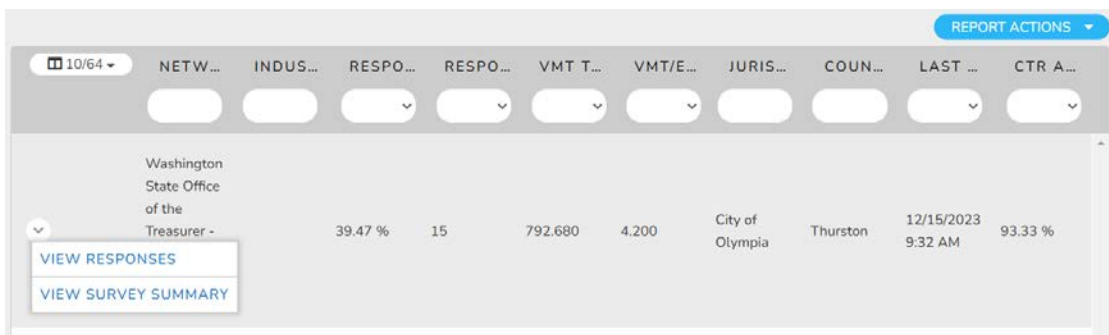 REPORT ACTIONS
10/64
NETW... INDUS... RESPO... RESPO... VMT T... VMT/E... JURIS... COUN... LAST ... CTR A...
Washington
State Office
of the
Treasurer -
39.47 % 15 792.680 4.200
City of
Olympia
Thurston
12/15/2023
9:32 AM
93.33 %
VIEW RESPONSES
VIEW SURVEY SUMMARY